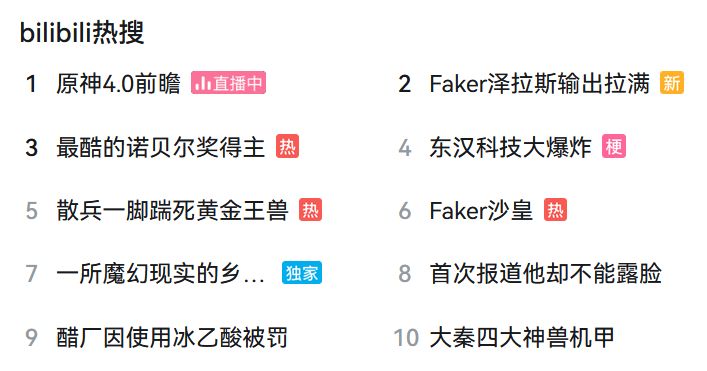 bilibili热搜
1 原神4.0前瞻 直播中
2 Faker泽拉斯输出拉满 新
3 最酷的诺贝尔奖得主 热
4 东汉科技大爆炸 梗
5 散兵一脚踹死黄金王兽 热
6 Faker沙皇 热
7 一所魔幻现实的乡... 独家
8 首次报道他却不能露脸
9 醋厂因使用冰乙酸被罚
10 大秦四大神兽机甲